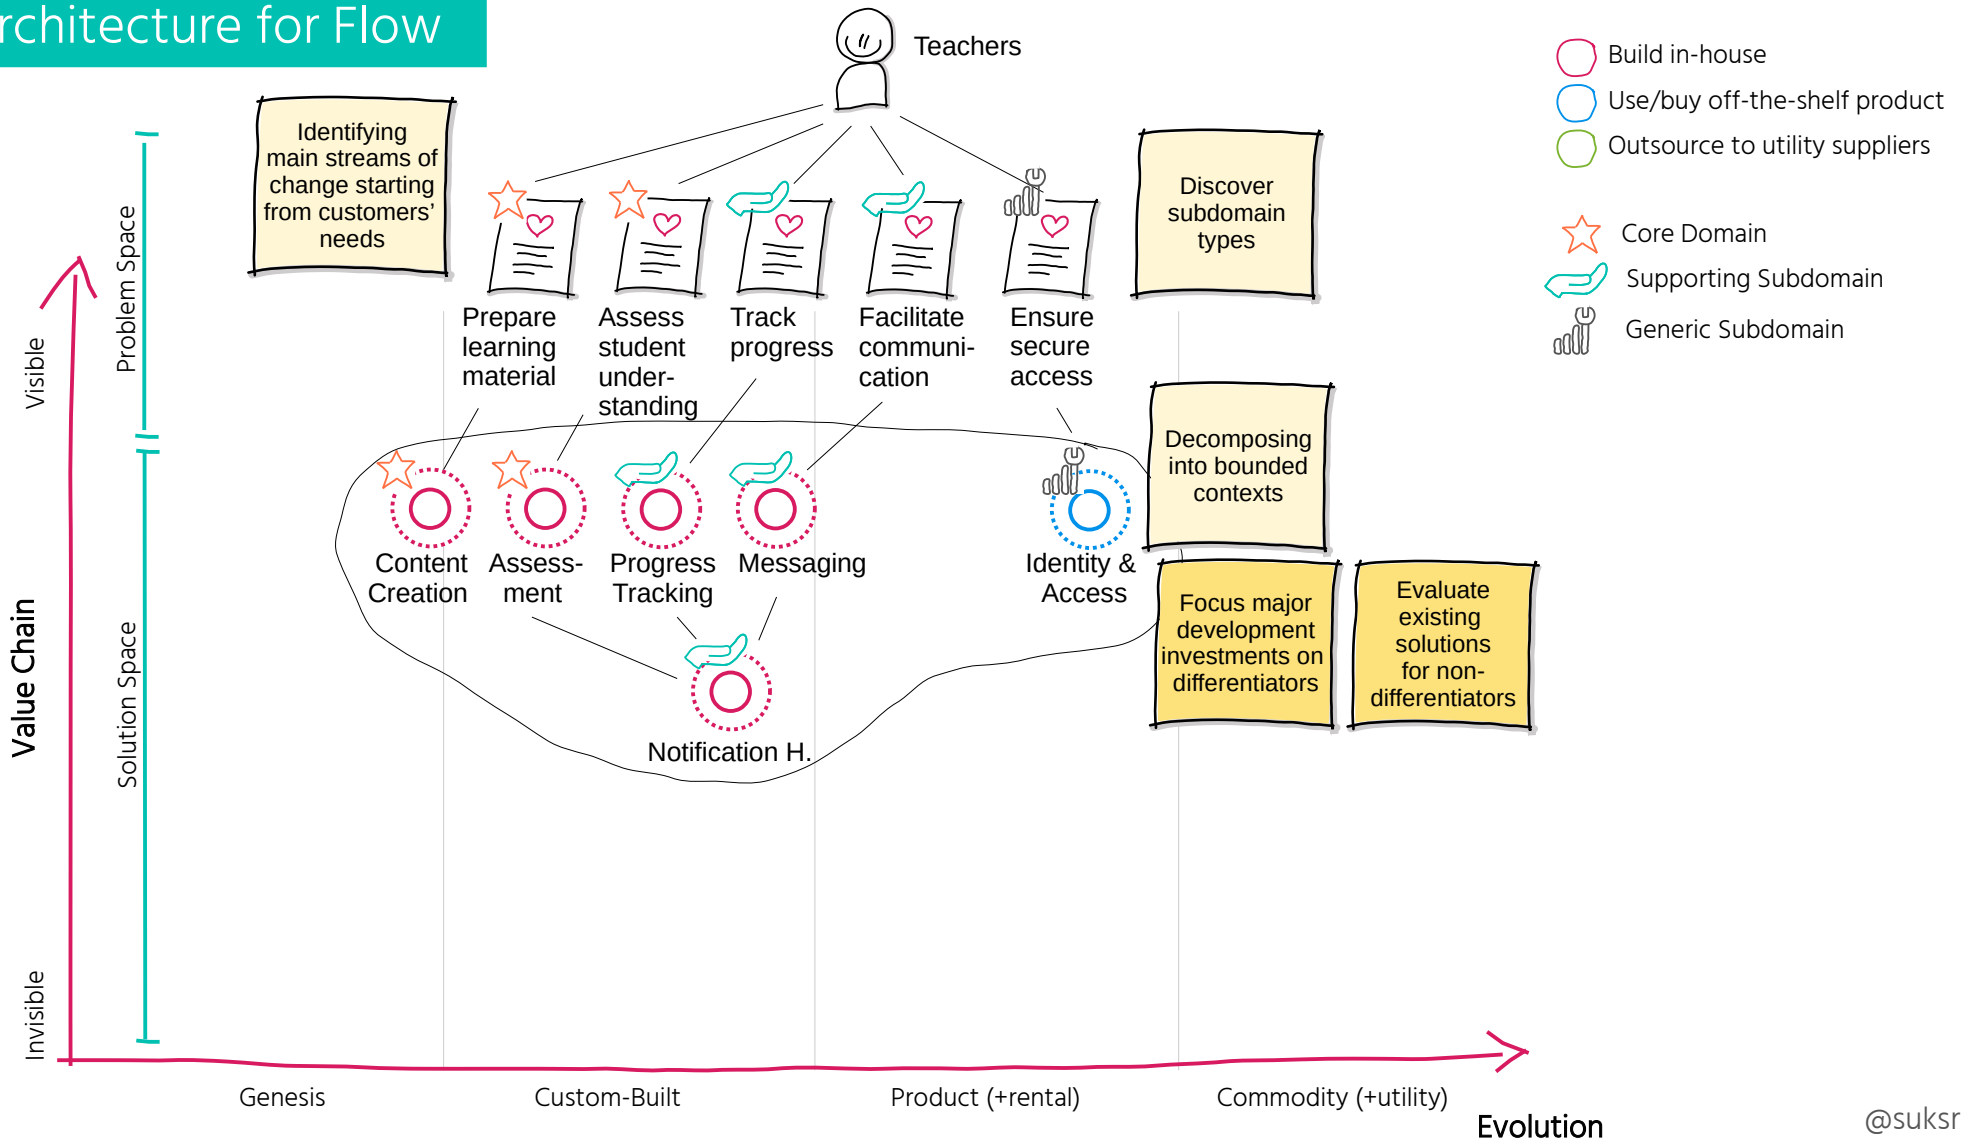 rchitecture for Flow
Teachers
Build in-house
Use/buy off-the-shelf product
Outsource to utility suppliers
Core Domain
Supporting Subdomain
Generic Subdomain
Identifying
main streams of
change starting
from customers’
needs
Discover
subdomain
types
Problem Space
Visible
Prepare
learning
material
Assess
student
under-
standing
Track
progress
Facilitate
communi-
cation
Ensure
secure
access
Decomposing
into bounded
contexts
Content
Creation
Assess-
ment
Progress
Tracking
Messaging
Identity &
Access
Focus major
development
investments on
differentiators
Evaluate
existing
solutions
for non-
differentiators
Notification H.
Value Chain
Solution Space
Invisible
Genesis
Custom-Built
Product (+rental)
Commodity (+utility)
Evolution
@suksr